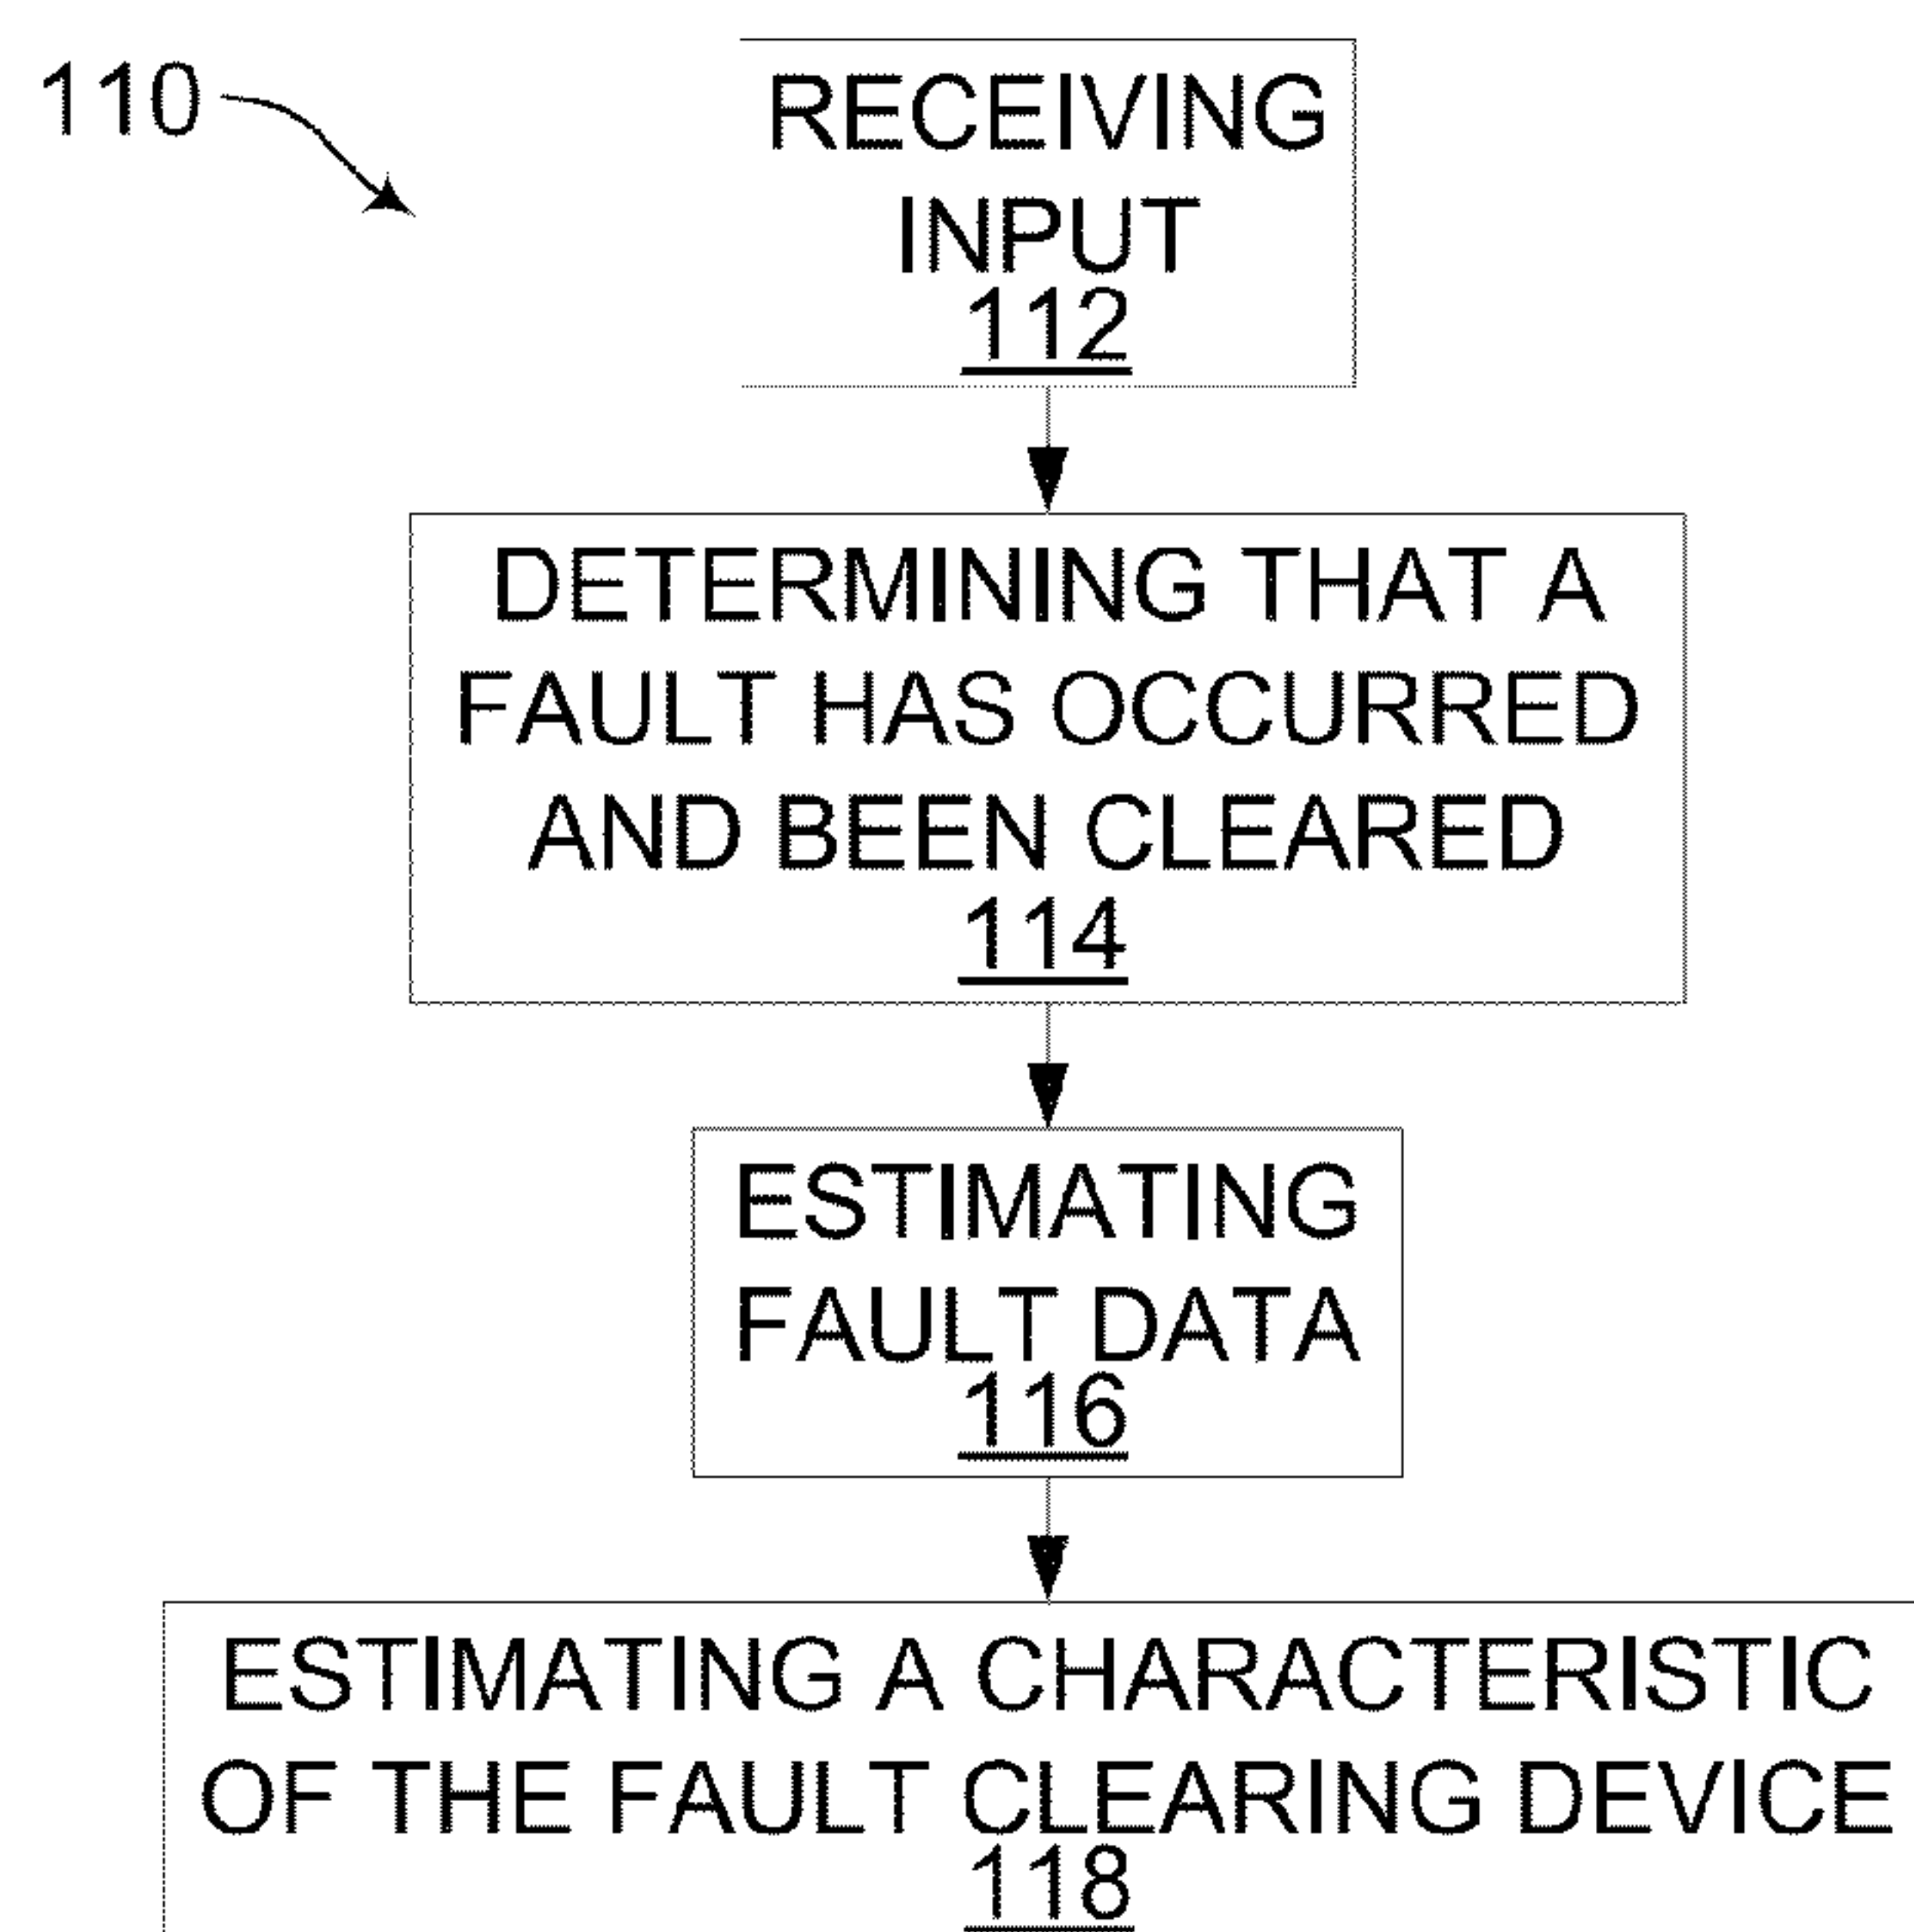 110
RECEIVING
INPUT
112
DETERMINING THAT A
FAULT HAS OCCURRED
AND BEEN CLEARED
114
ESTIMATING
FAULT DATA
116
ESTIMATING A CHARACTERISTIC
OF THE FAULT CLEARING DEVICE
118